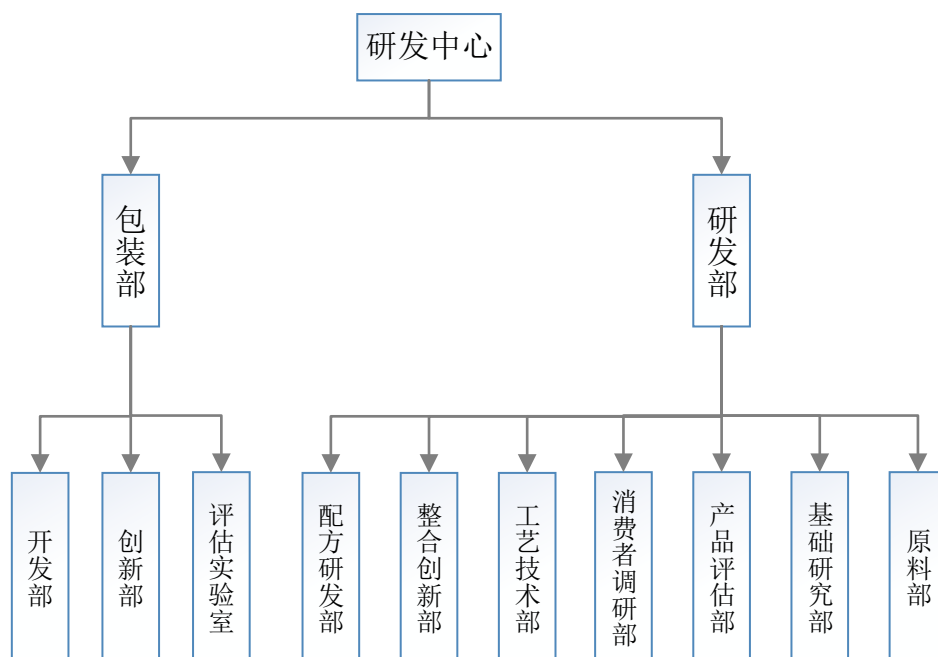 研发中心
包装部
研发部
开发部
创新部
评估实验室
配方研发部
整合创新部
工艺技术部
消费者调研部
产品评估部
基础研究部
原料部